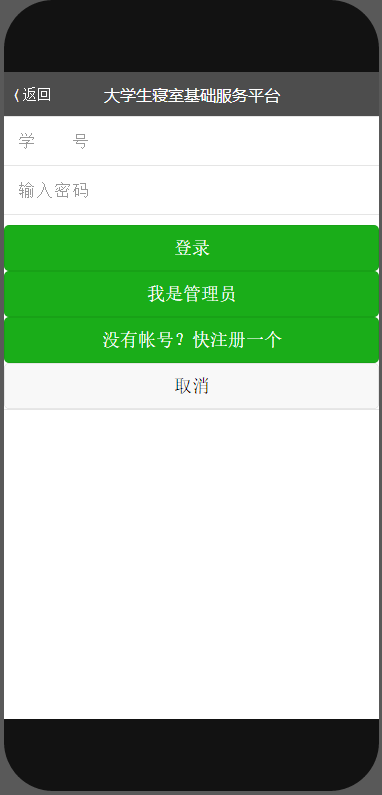 〈 返回 大学生寝室基础服务平台
学 号
输入密码
登录
我是管理员
没有帐号？快注册一个
取消